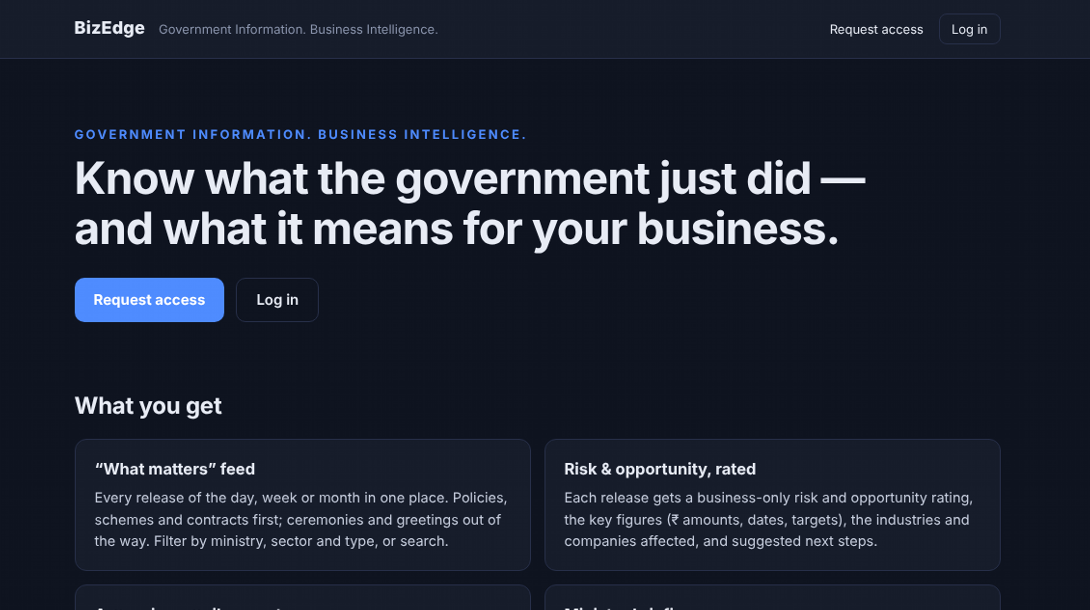 BizEdge Government Information. Business Intelligence. Request access Log in
GOVERNMENT INFORMATION. BUSINESS INTELLIGENCE.
Know what the government just did —
and what it means for your business.
Request access Log in
What you get
“What matters” feed
Every release of the day, week or month in one place. Policies,
schemes and contracts first; ceremonies and greetings out of
the way. Filter by ministry, sector and type, or search.
Risk & opportunity, rated
Each release gets a business-only risk and opportunity rating,
the key figures (₹ amounts, dates, targets), the industries and
companies affected, and suggested next steps.